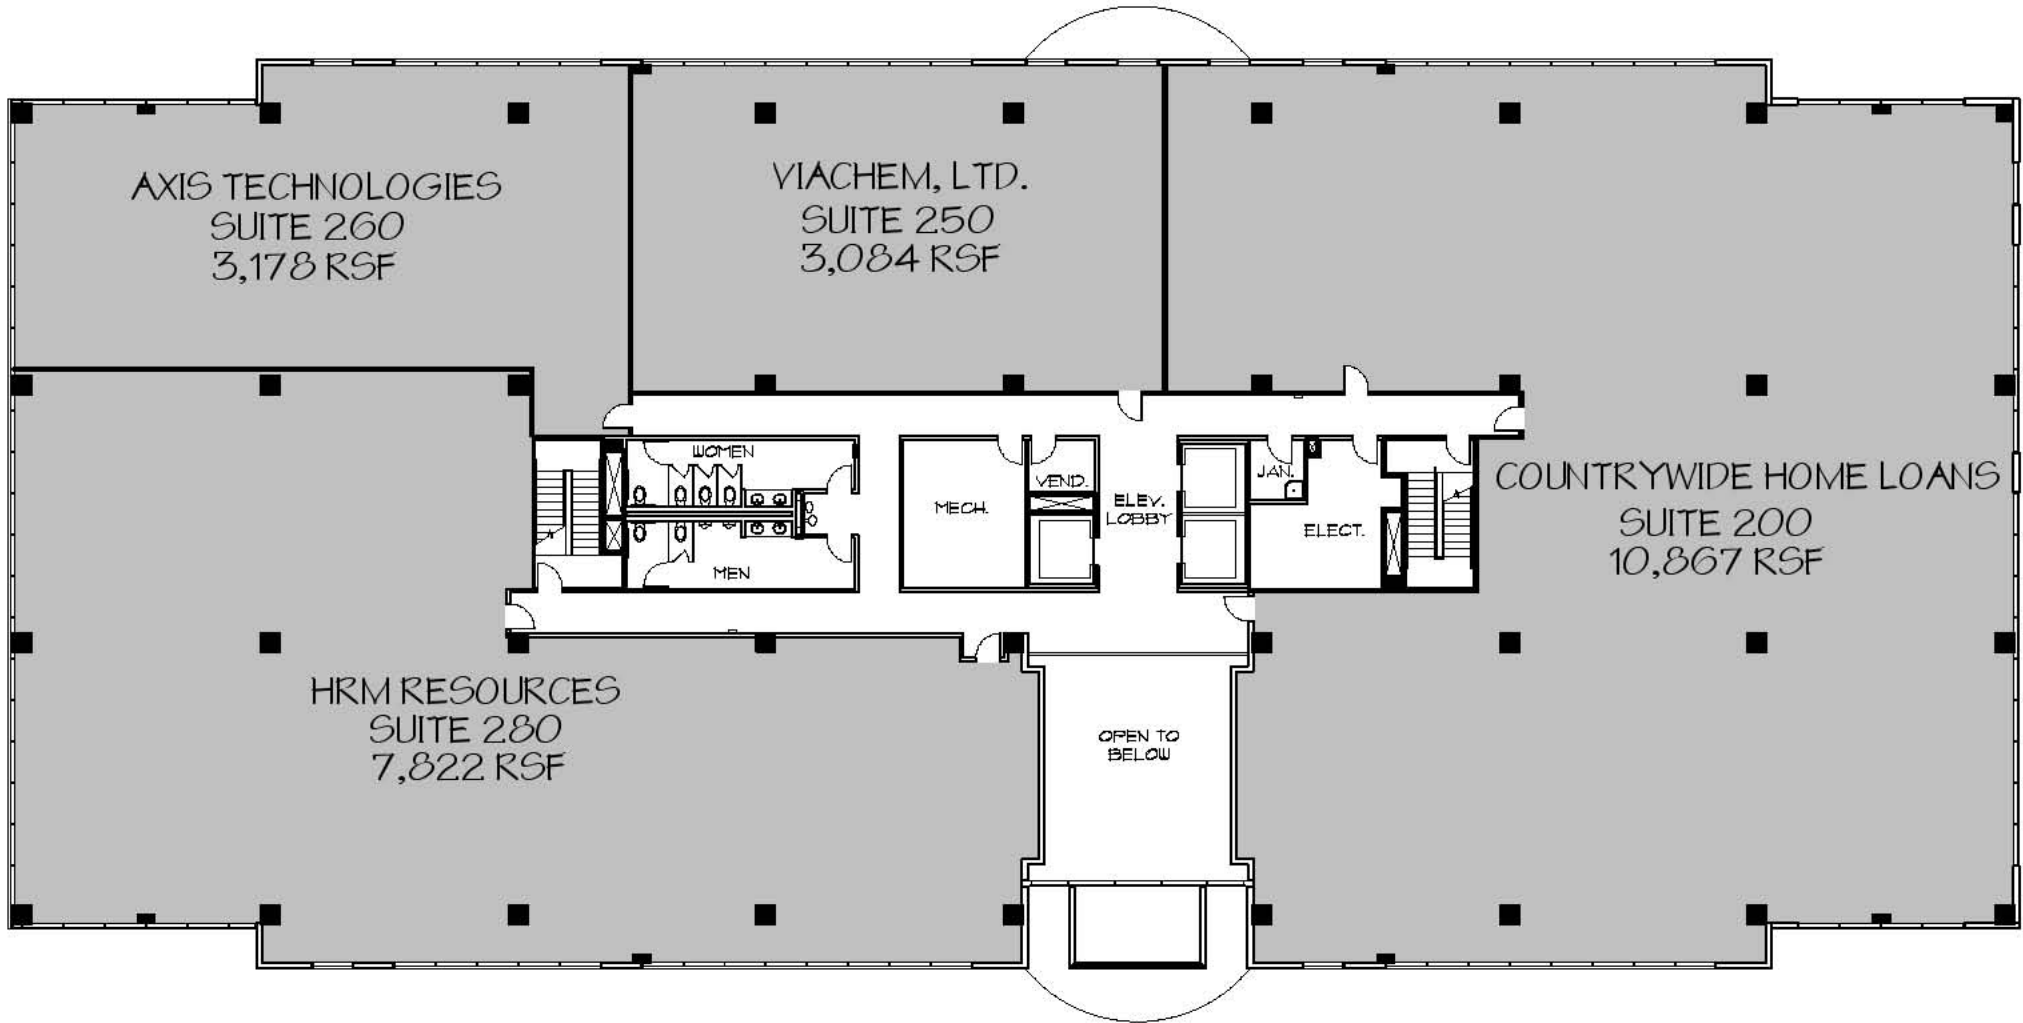 AXIS TECHNOLOGIES
SUITE 260
3,178 RSF
VIACHEM, LTD.
SUITE 250
3,084 RSF
WOMEN
MEN
MECH.
VEND.
ELEV.
LOBBY
JAN.
ELECT.
COUNTRYWIDE HOME LOANS
SUITE 200
10,867 RSF
HRM RESOURCES
SUITE 280
7,822 RSF
OPEN TO
BELOW